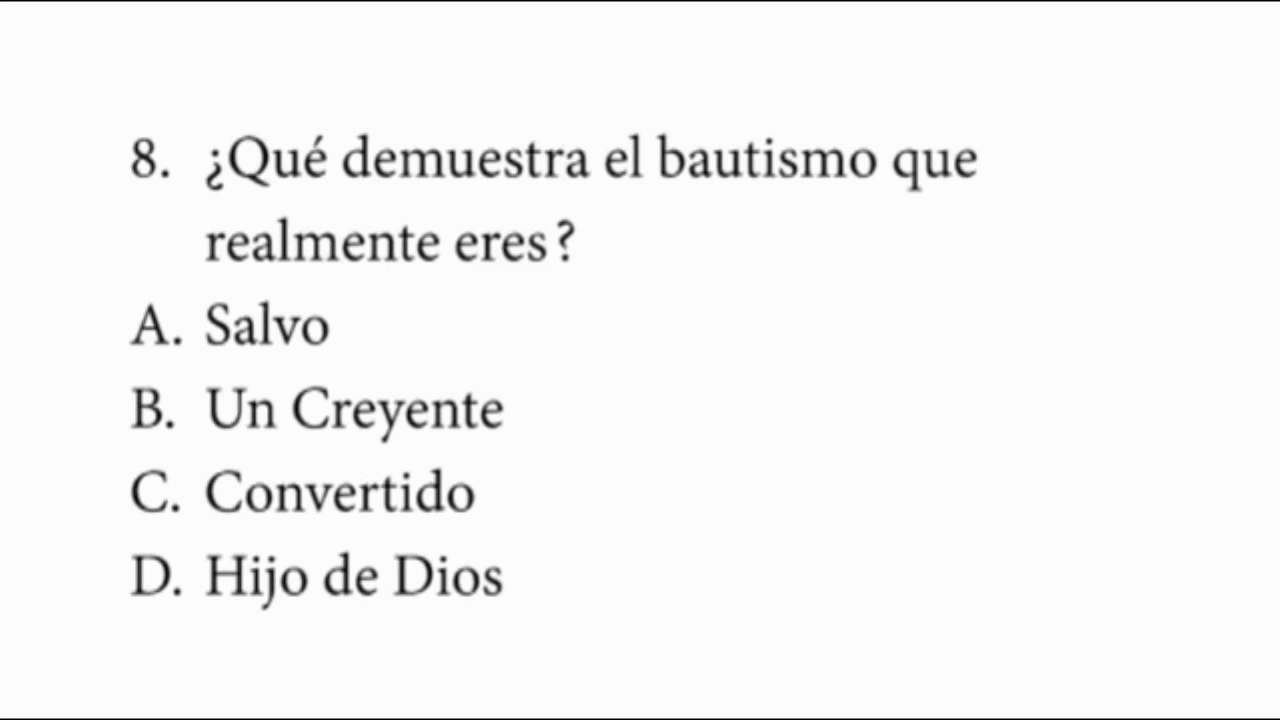 8. ¿Qué demuestra el bautismo que
realmente eres?
A. Salvo
B. Un Creyente
C. Convertido
D. Hijo de Dios